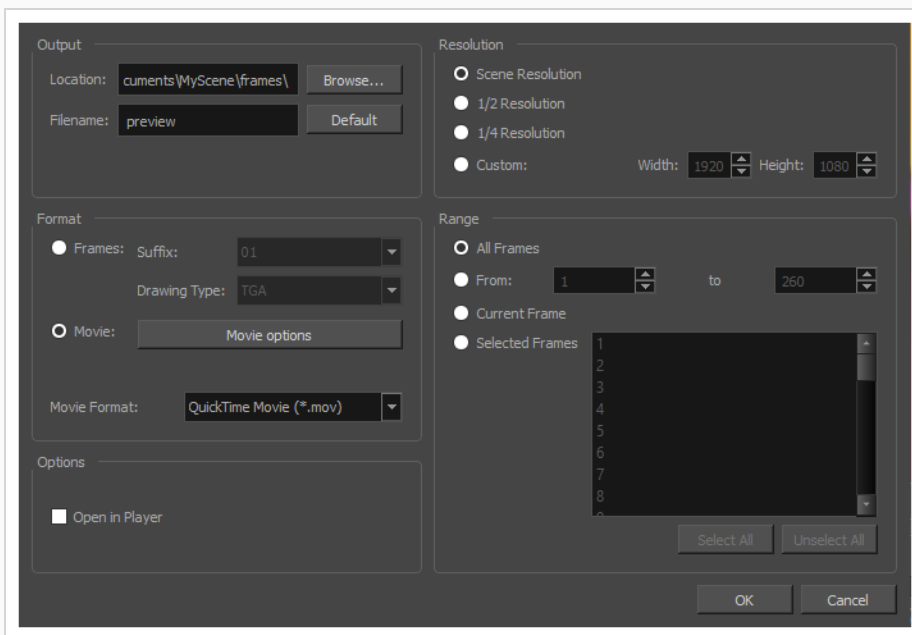 Output
Location: cuments\MyScene\frames\ Browse...
Filename: preview Default
Format
Frames: Suffix: 01
Drawing Type: TGA
Movie: Movie options
Movie Format: QuickTime Movie (*.mov)
Options
Open in Player
Resolution
Scene Resolution
1/2 Resolution
1/4 Resolution
Custom: Width: 1920 Height: 1080
Range
All Frames
From: 1 to 260
Current Frame
Selected Frames 1
2
3
4
5
6
7
8
Select All Unselect All
OK Cancel